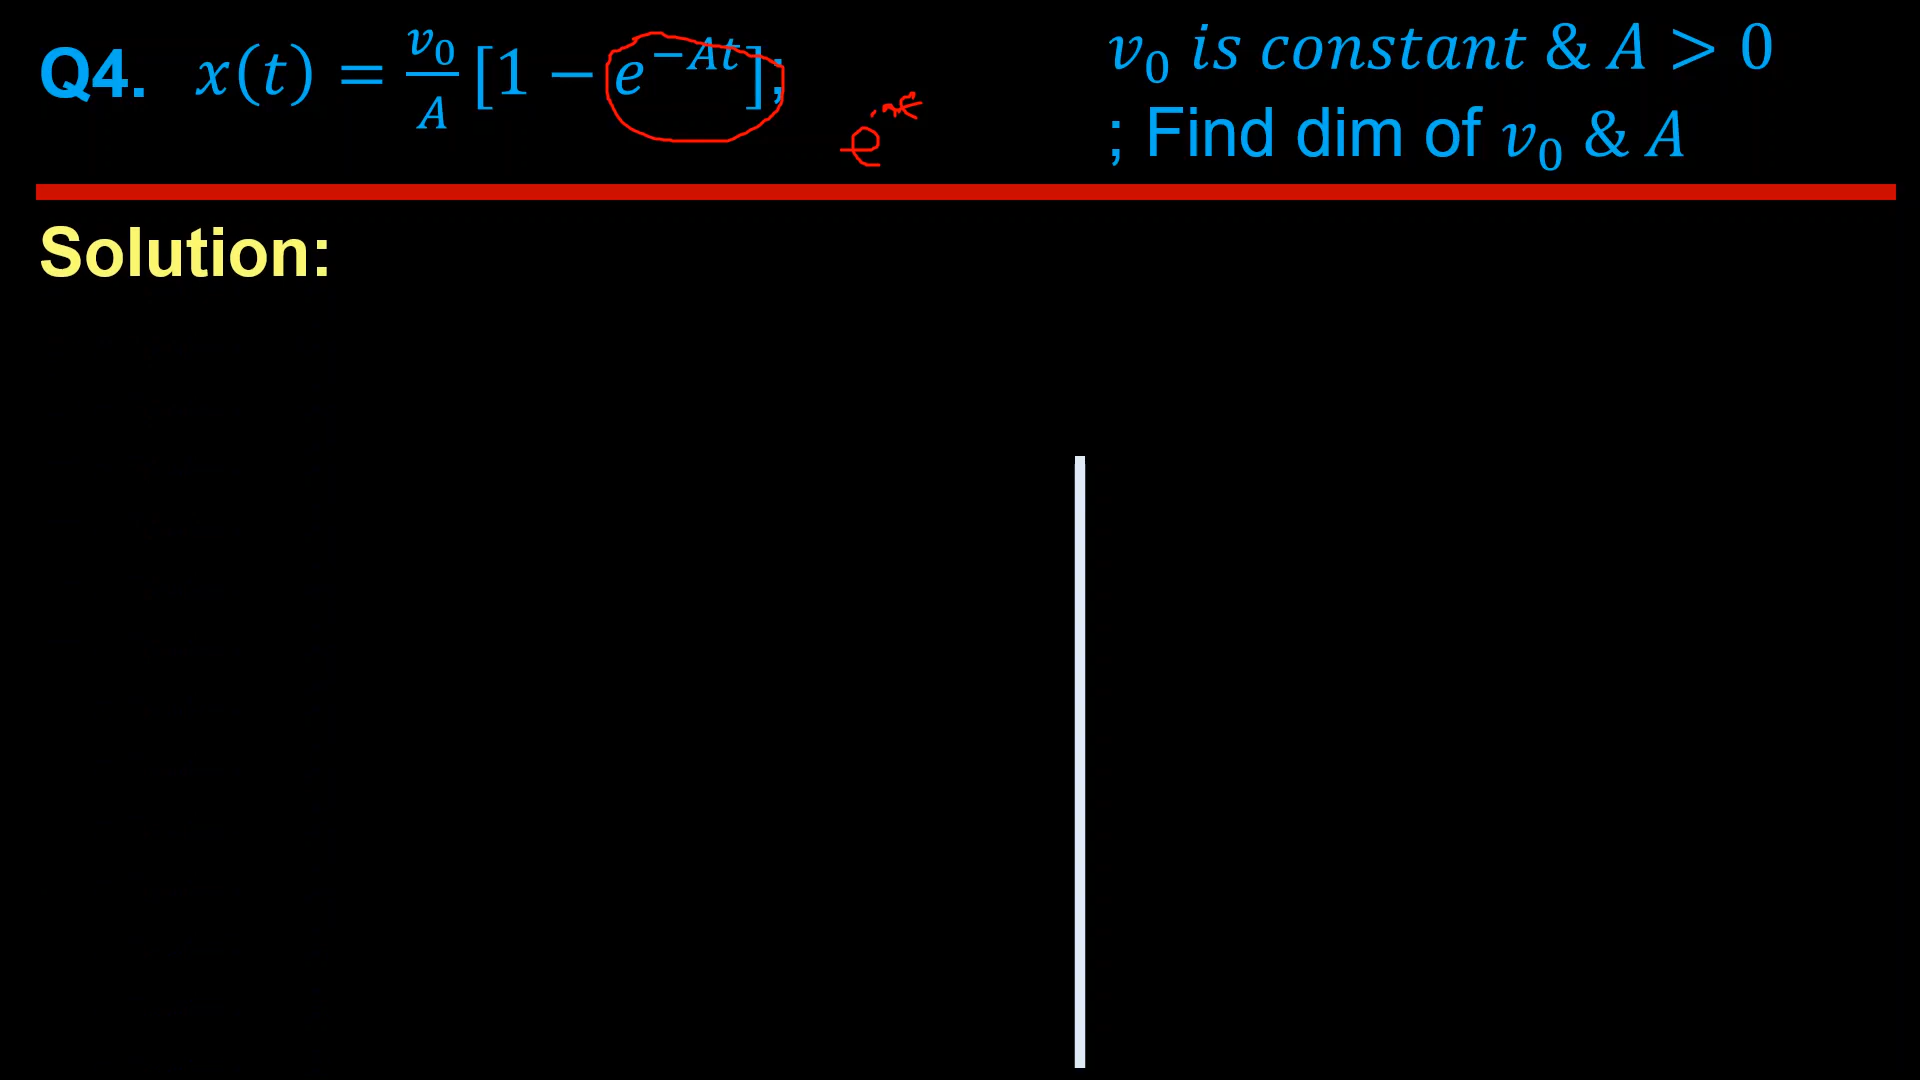 Q4. x(t) = v₀/A [1 − e^−At];
v₀ is constant & A > 0
; Find dim of v₀ & A
Solution: